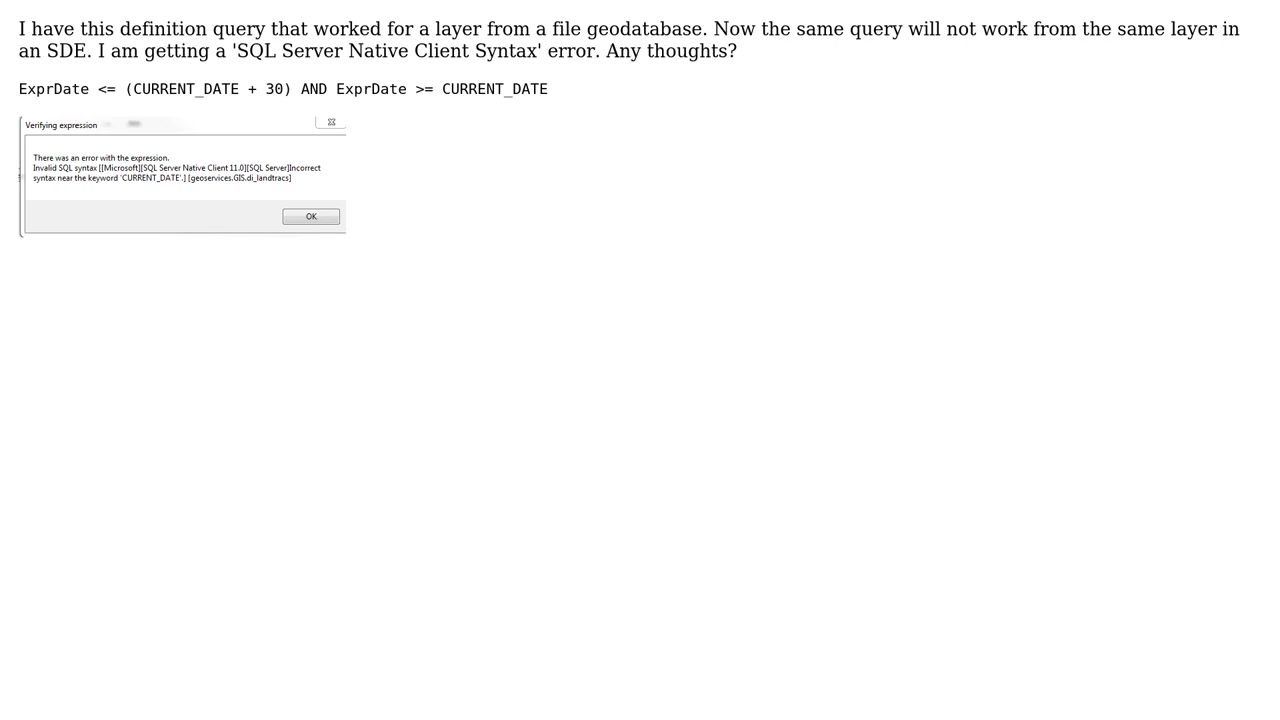 I have this definition query that worked for a layer from a file geodatabase. Now the same query will not work from the same layer in
an SDE. I am getting a 'SQL Server Native Client Syntax' error. Any thoughts?
ExprDate <= (CURRENT_DATE + 30) AND ExprDate >= CURRENT_DATE
Verifying expression
There was an error with the expression.
Invalid SQL syntax [[Microsoft][SQL Server Native Client 11.0][SQL Server]Incorrect
syntax near the keyword 'CURRENT_DATE'.] [geoservices.GIS.di_landtracs]
OK